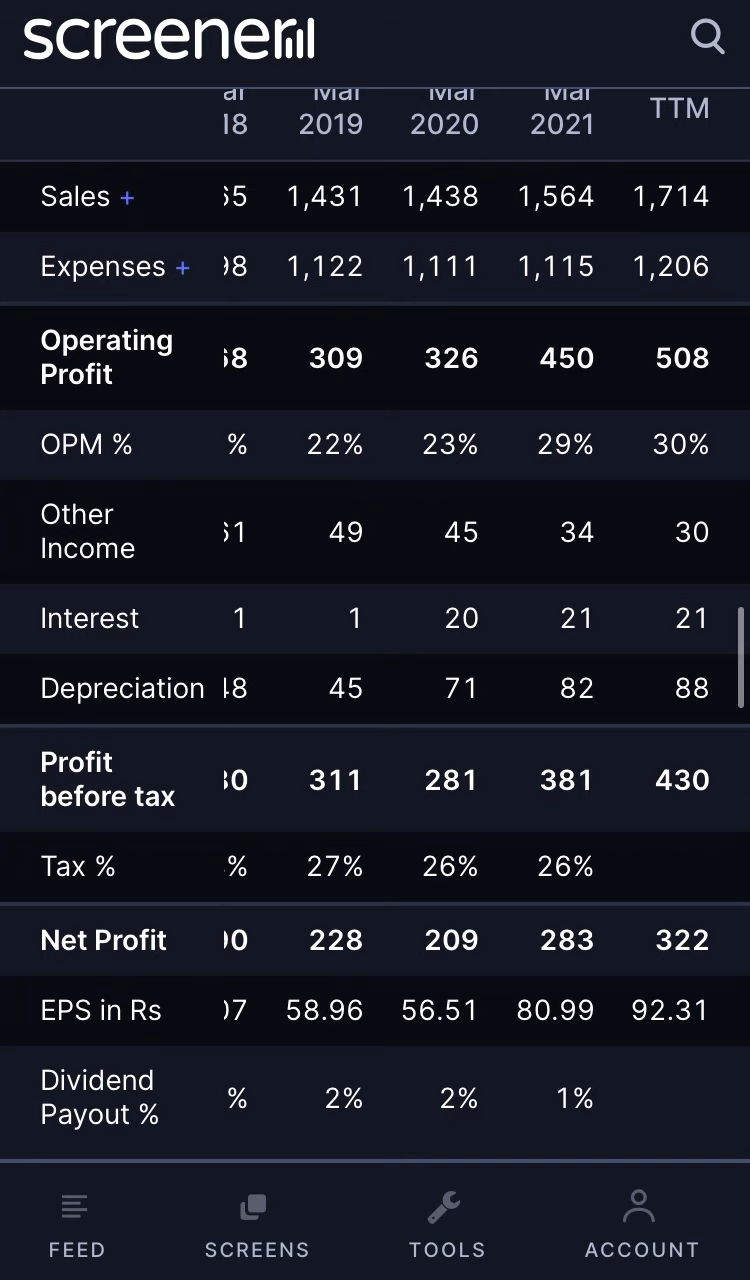 screener
18 2019 2020 2021 TTM
Sales + 1,431 1,438 1,564 1,714
Expenses + 1,122 1,111 1,115 1,206
Operating
Profit 309 326 450 508
OPM % % 22% 23% 29% 30%
Other
Income 49 45 34 30
Interest 1 1 20 21 21
Depreciation 45 71 82 88
Profit
before tax 311 281 381 430
Tax % % 27% 26% 26%
Net Profit 228 209 283 322
EPS in Rs 58.96 56.51 80.99 92.31
Dividend
Payout % % 2% 2% 1%
FEED SCREENS TOOLS ACCOUNT